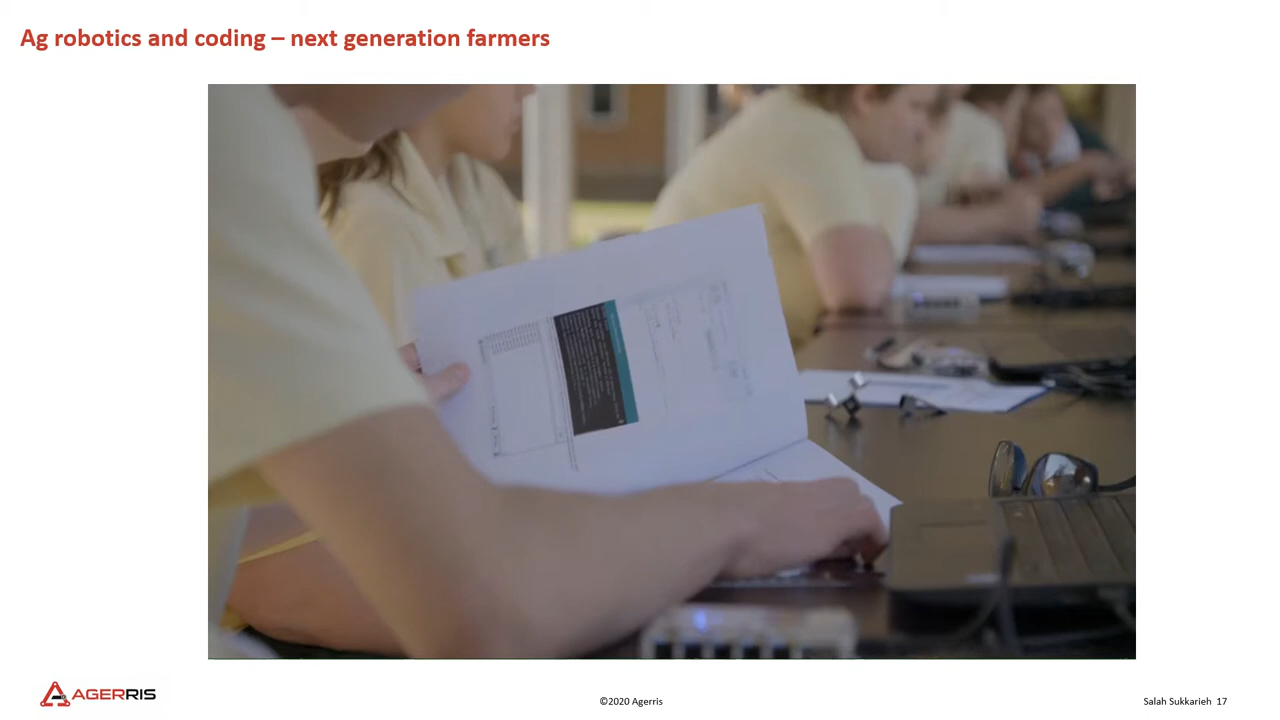 Ag robotics and coding – next generation farmers
AGERRIS
©2020 Agerris
Salah Sukkarieh 17